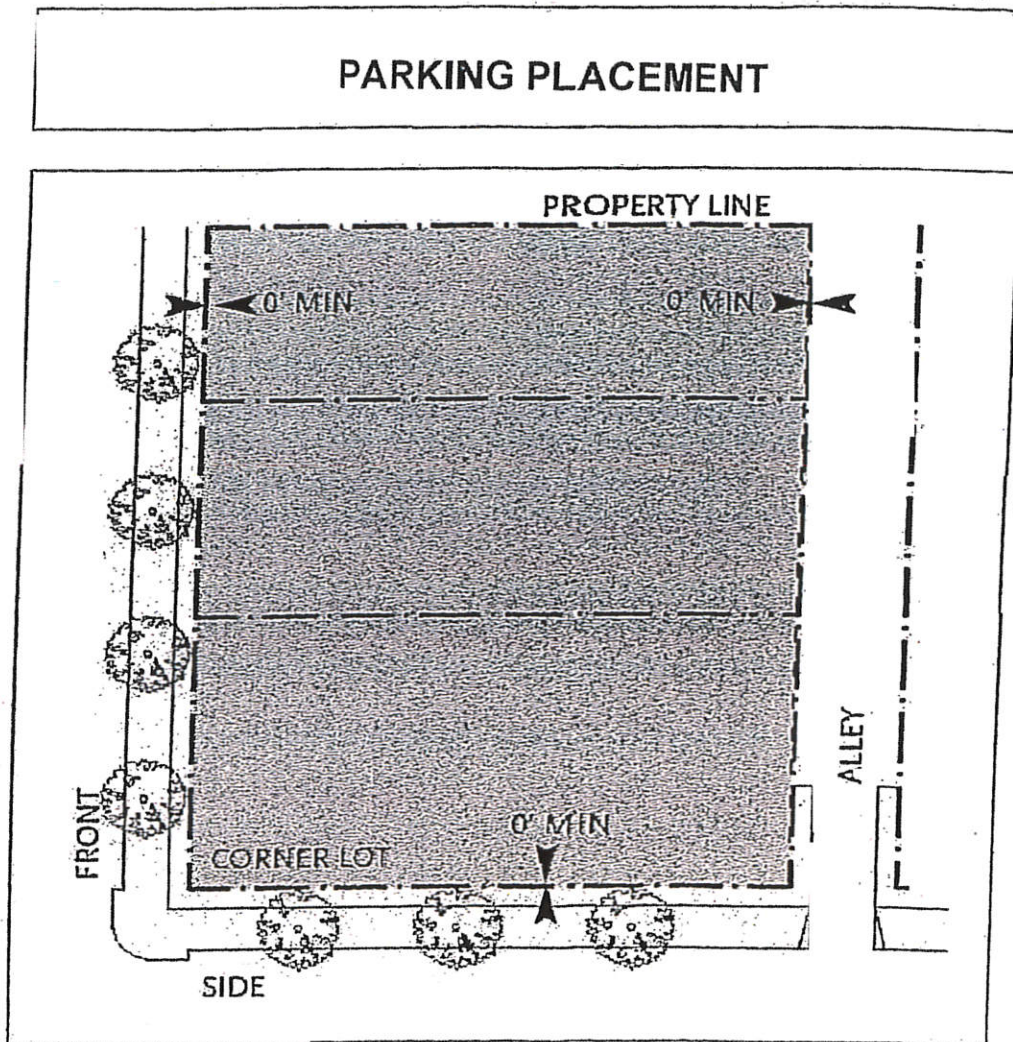 PARKING PLACEMENT
PROPERTY LINE
0' MIN
0' MIN
ALLEY
FRONT
0' MIN
CORNER LOT
SIDE